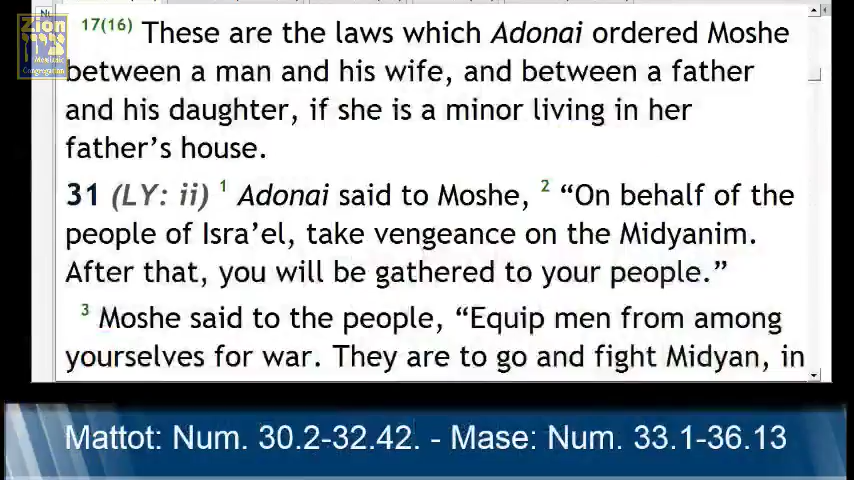 Zion
ציון
Messianic
Congregation
17(16) These are the laws which Adonai ordered Moshe
between a man and his wife, and between a father
and his daughter, if she is a minor living in her
father’s house.
31 (LY: ii) 1 Adonai said to Moshe, 2 “On behalf of the
people of Isra’el, take vengeance on the Midyanim.
After that, you will be gathered to your people.”
3 Moshe said to the people, “Equip men from among
yourselves for war. They are to go and fight Midyan, in
Mattot: Num. 30.2-32.42. - Mase: Num. 33.1-36.13